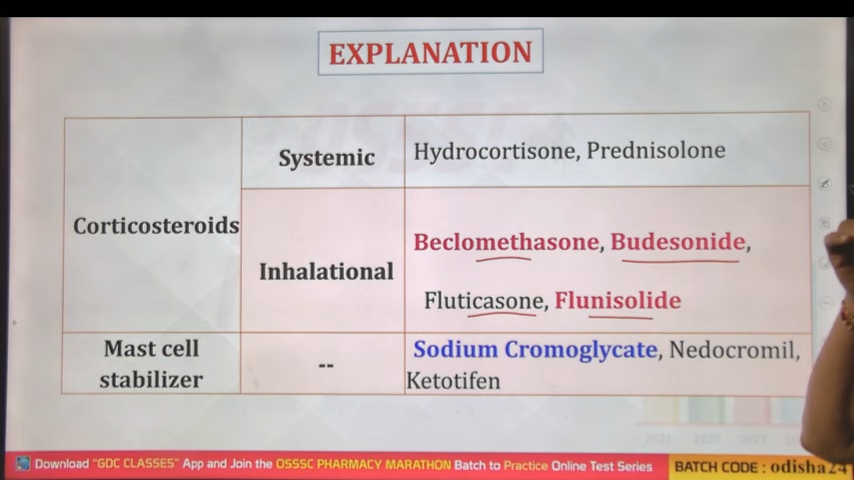 EXPLANATION
Systemic
Hydrocortisone, Prednisolone
Corticosteroids
Inhalational
Beclomethasone, Budesonide,
Fluticasone, Flunisolide
Mast cell
stabilizer
--
Sodium Cromoglycate, Nedocromil,
Ketotifen
Download "GDC CLASSES" App and Join the OSSSC PHARMACY MARATHON Batch to Practice Online Test Series
BATCH CODE : odisha24